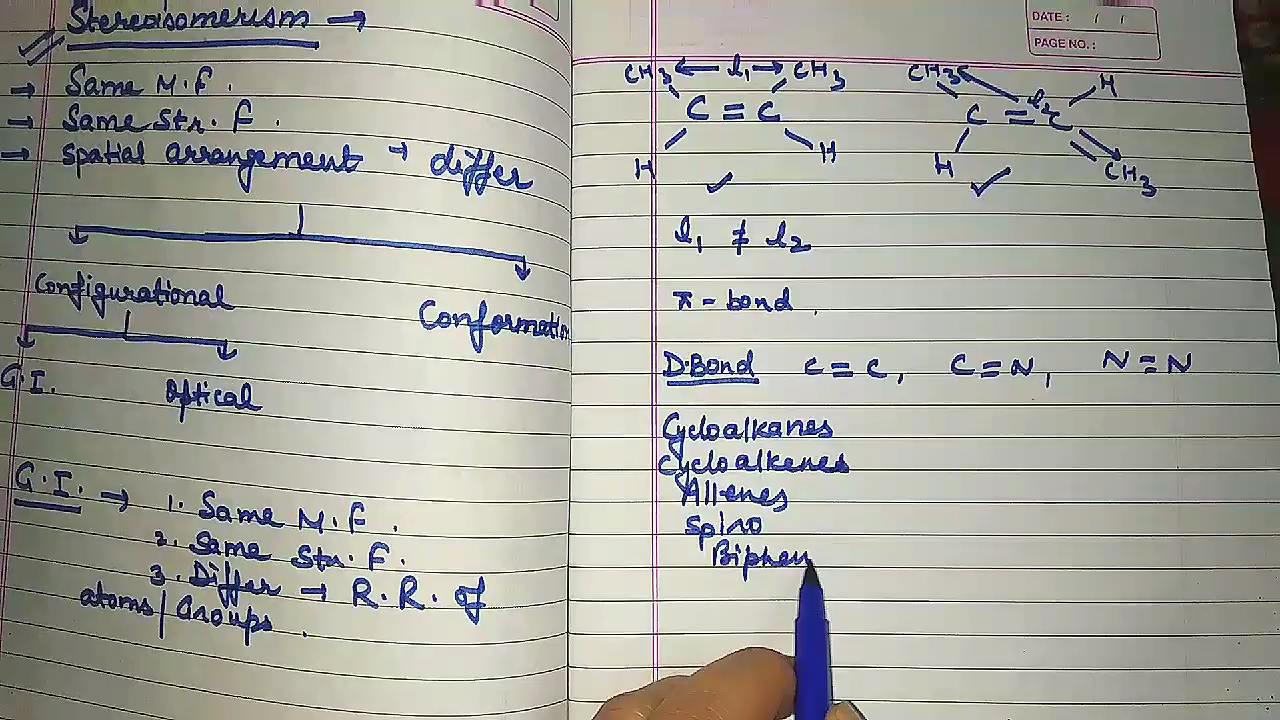 Stereoisomerism →
→ Same M.F.
→ Same Str. F.
→ Spatial arrangement → differ
Configurational
Conformation
G.I.
Optical
G.I. → 1. Same M.F.
2. Same Str. F.
3. Differ → R.R. of
atoms/Groups.
DATE: / /
PAGE NO.:
CH₃ ← l₁ → CH₃
C = C
H H
CH₃ H
C = C
l₂
H CH₃
l₁ ≠ l₂
π - bond.
D.Bond C = C, C = N, N = N
Cycloalkanes
Cycloalkenes
Allenes
Spiro
Biphen